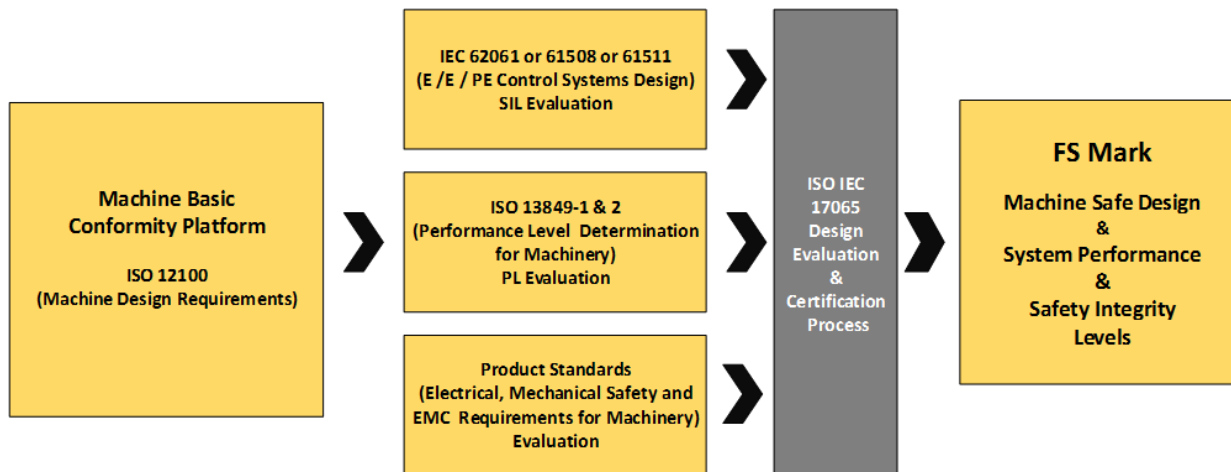 Machine Basic
Conformity Platform
ISO 12100
(Machine Design Requirements)
IEC 62061 or 61508 or 61511
(E /E / PE Control Systems Design)
SIL Evaluation
ISO 13849-1 & 2
(Performance Level Determination
for Machinery)
PL Evaluation
Product Standards
(Electrical, Mechanical Safety and
EMC Requirements for Machinery)
Evaluation
ISO IEC
17065
Design
Evaluation
&
Certification
Process
FS Mark
Machine Safe Design
&
System Performance
&
Safety Integrity
Levels